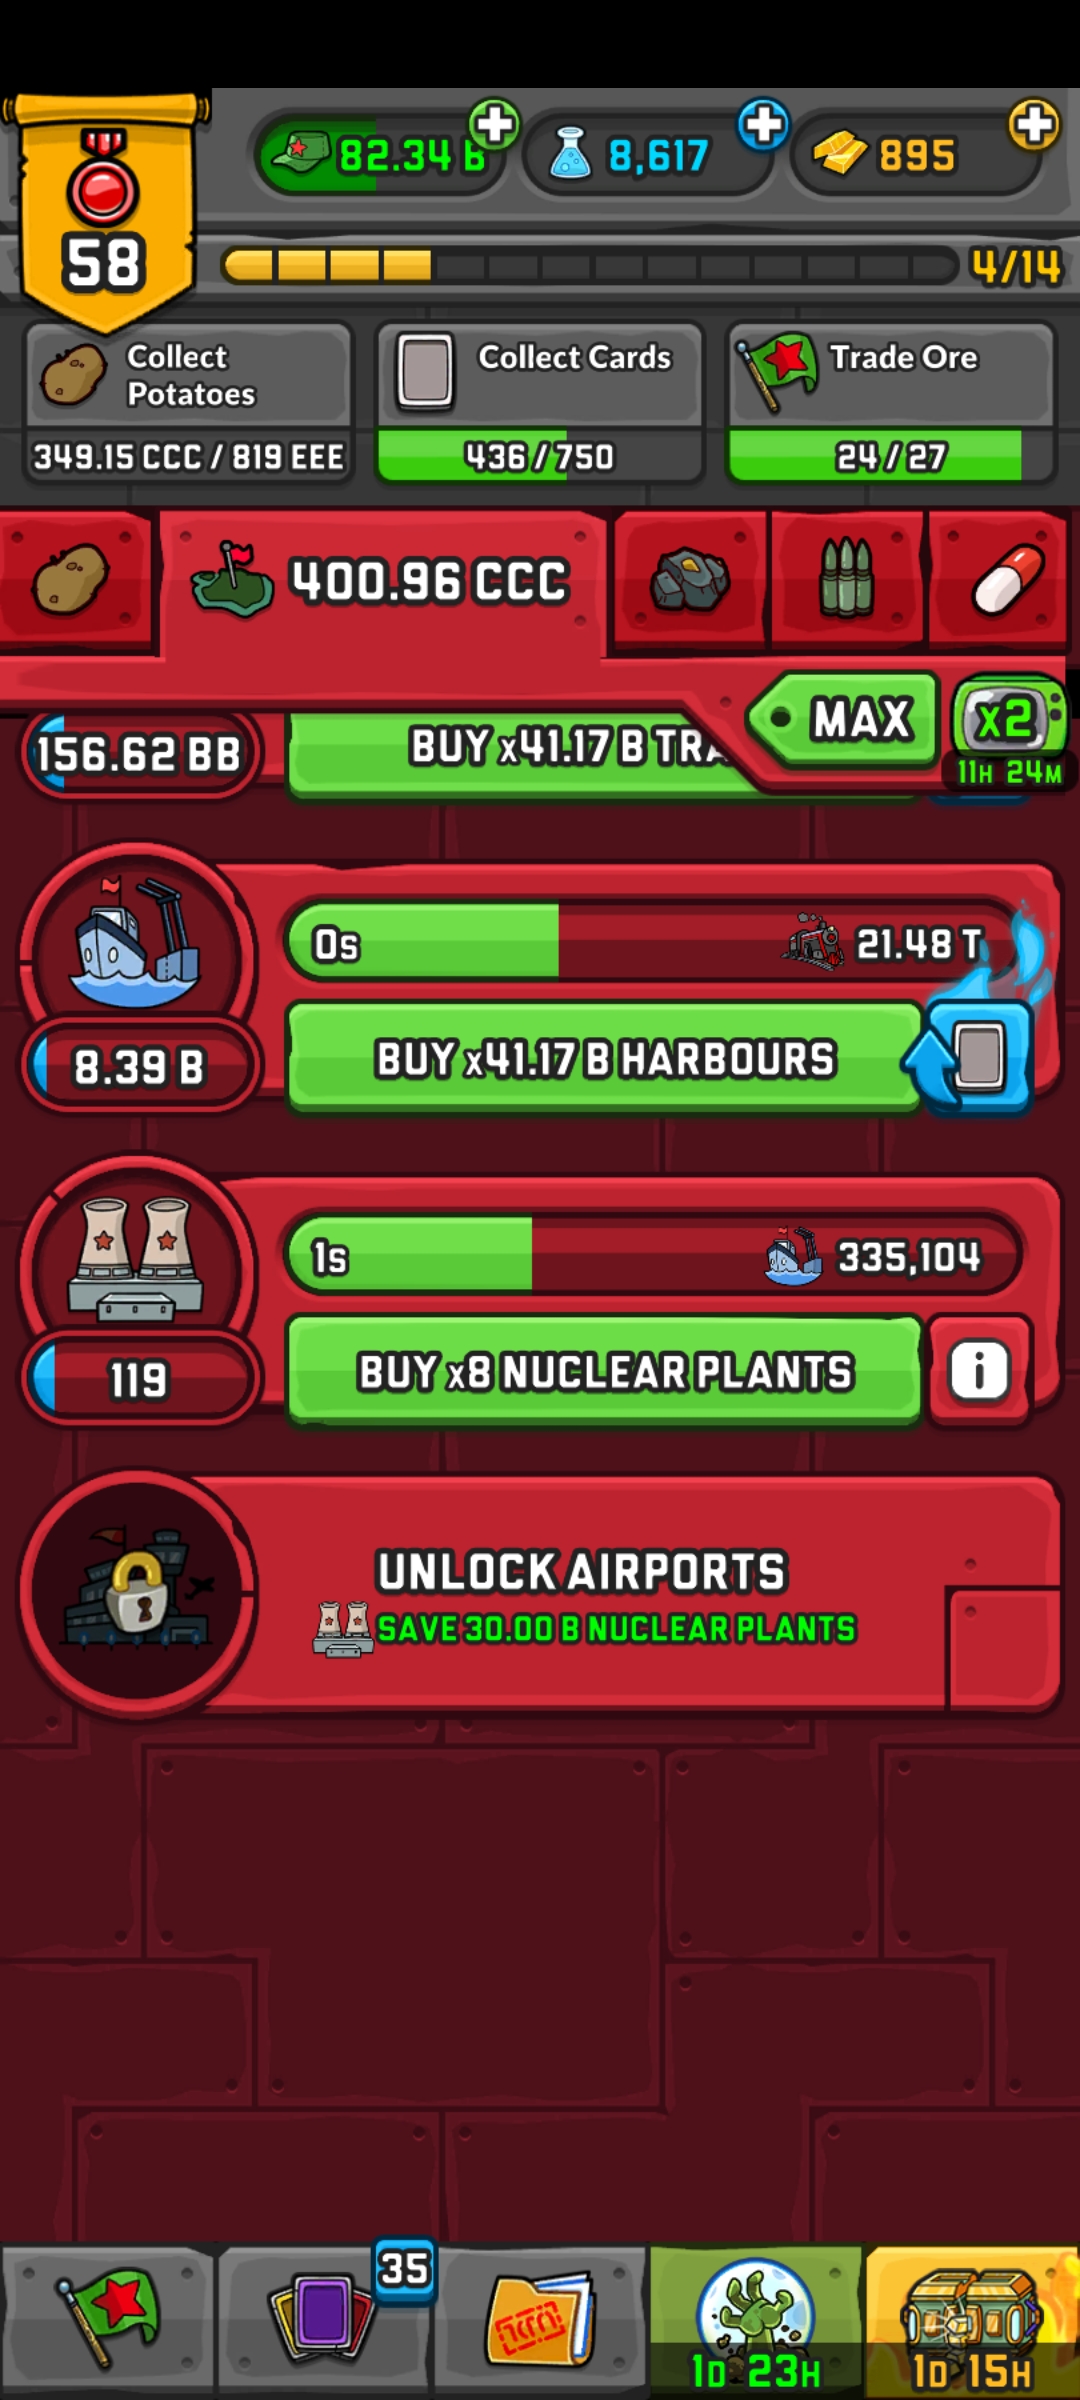 82.34 B
8,617
895
58
4/14
Collect
Potatoes
349.15 CCC / 819 EEE
Collect Cards
436 / 750
Trade Ore
24 / 27
400.96 CCC
MAX
x2
11H 24M
156.62 BB
BUY x41.17 B TRA
0s
21.48 T
8.39 B
BUY x41.17 B HARBOURS
1s
335,104
119
BUY x8 NUCLEAR PLANTS
i
UNLOCK AIRPORTS
SAVE 30.00 B NUCLEAR PLANTS
35
1D 23H
1D 15H